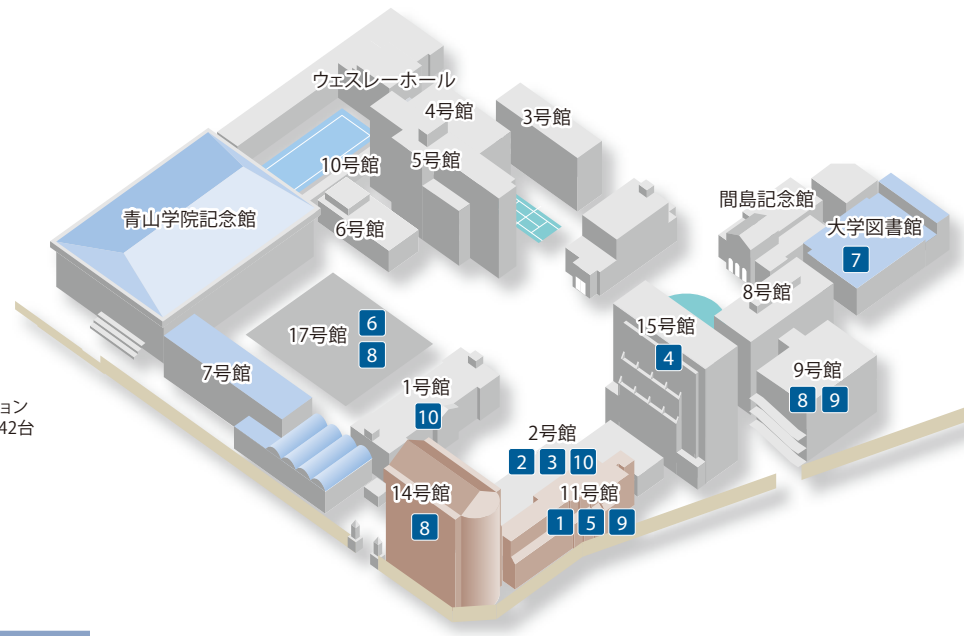 ウェスレーホール
4号館
3号館
10号館
5号館
間島記念館
青山学院記念館
6号館
大学図書館
7
8号館
17号館
6
8
15号館
4
7号館
1号館
10
9号館
8 9
ョン
42台
2号館
2 3 10
14号館
8
11号館
1 5 9